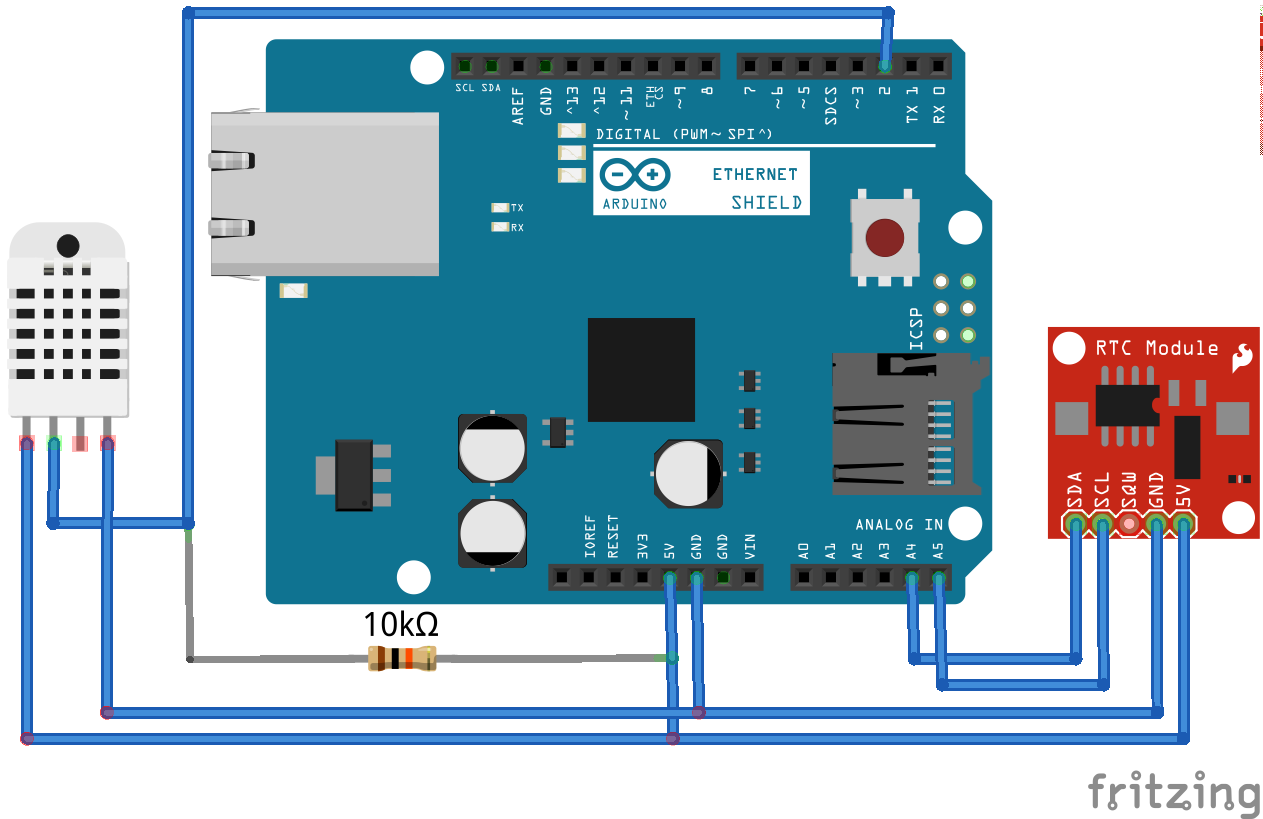 SCL SDA AREF GND ^13 ^12 ~11 ETH CS ~9 8 7 ~6 ~5 SDCS ~3 2 TX 1 RX 0
DIGITAL (PWM~ SPI^)
ETHERNET
ARDUINO SHIELD
TX
RX
ICSP
RTC Module
SDA SCL SQW GND 5V
ANALOG IN
IOREF RESET 3V3 5V GND GND VIN A0 A1 A2 A3 A4 A5
10kΩ
fritzing